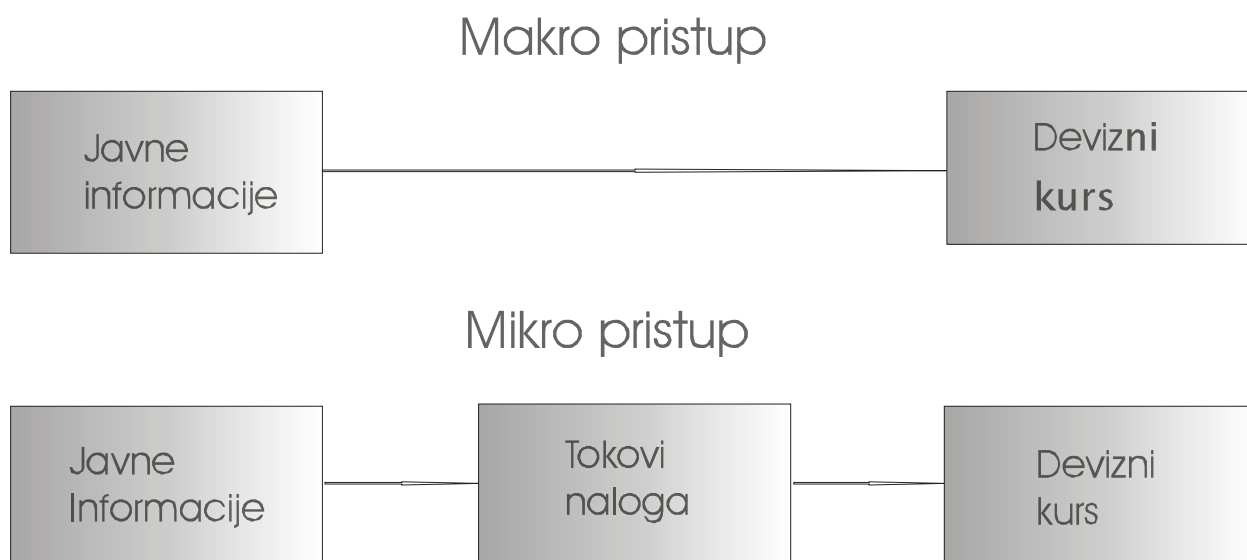 Makro pristup
Javne
informacije
Devizni
kurs
Mikro pristup
Javne
Informacije
Tokovi
naloga
Devizni
kurs